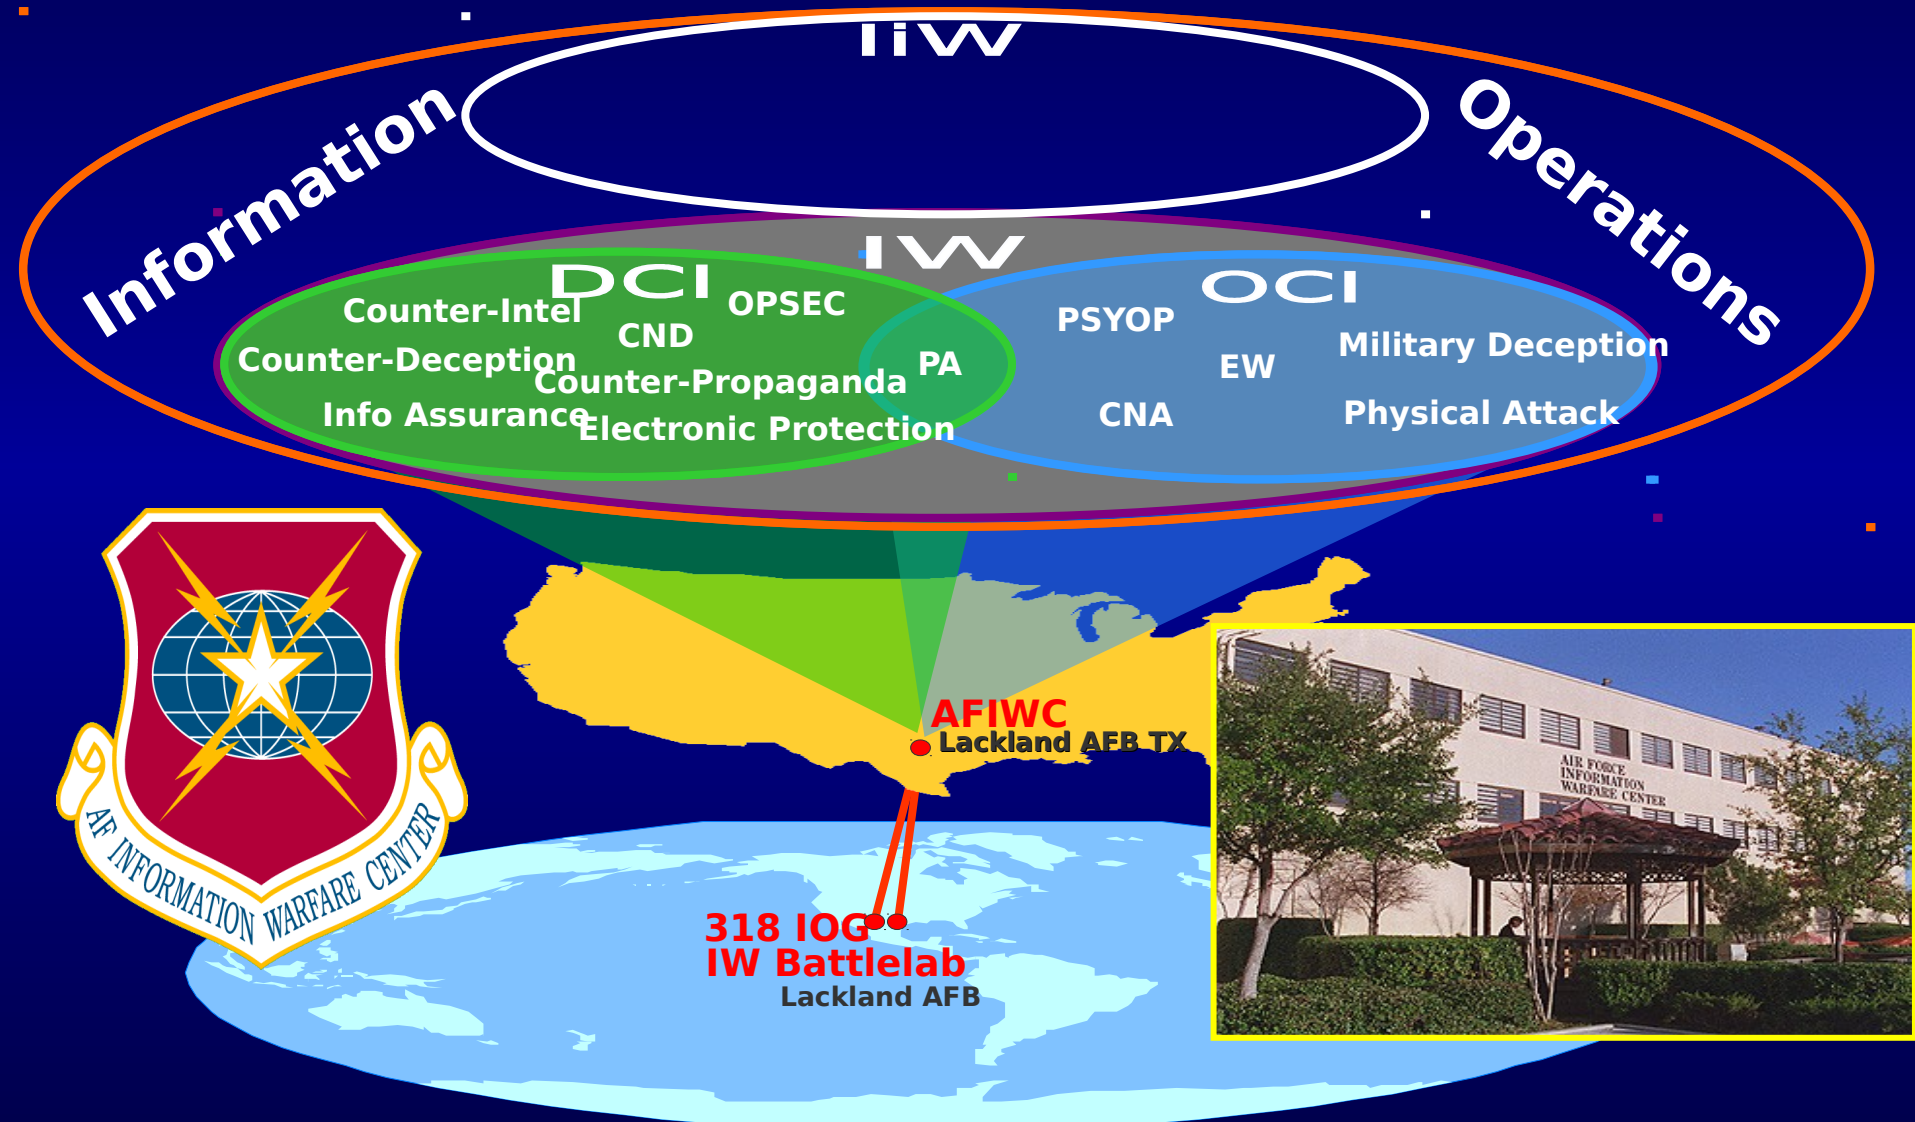 IiW
Information
Operations
IW
DCI
OCI
Counter-Intel
OPSEC
CND
Counter-Deception
Counter-Propaganda
Info Assurance
Electronic Protection
PA
PSYOP
EW
Military Deception
CNA
Physical Attack
AFIWC
Lackland AFB TX
AIR FORCE
INFORMATION
WARFARE CENTER
AF INFORMATION WARFARE CENTER
318 IOG
IW Battlelab
Lackland AFB